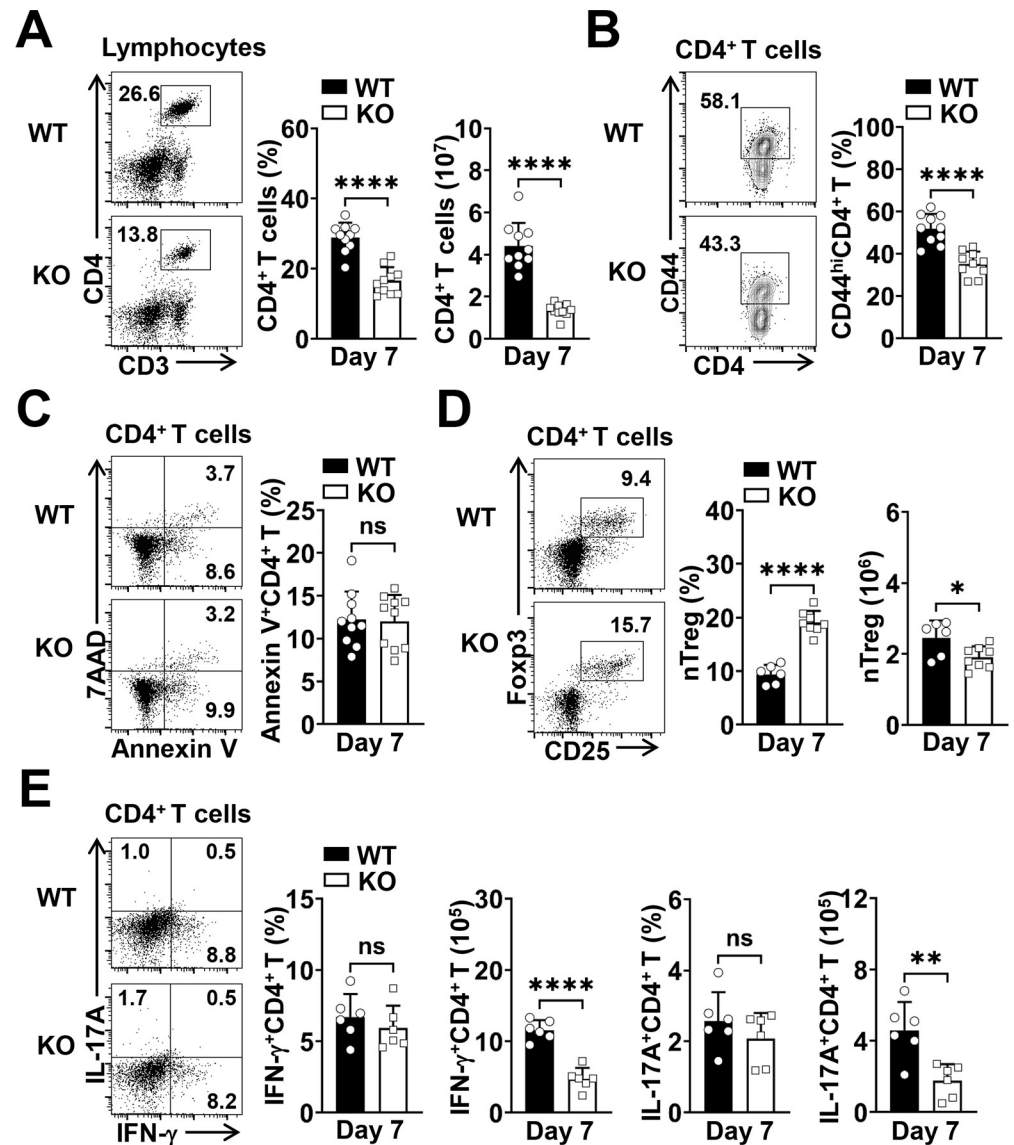 A
Lymphocytes
WT
26.6
KO
13.8
CD4
CD3
WT
KO
CD4⁺ T cells (%)
60
40
20
0
****
Day 7
CD4⁺ T cells (10⁷)
10
8
6
4
2
0
****
Day 7
B
CD4⁺ T cells
WT
58.1
KO
43.3
CD44
CD4
WT
KO
CD44ʰⁱCD4⁺ T (%)
100
80
60
40
20
0
****
Day 7
C
CD4⁺ T cells
WT
3.7
8.6
KO
3.2
9.9
7AAD
Annexin V
WT
KO
Annexin V⁺CD4⁺ T (%)
25
20
15
10
5
0
ns
Day 7
D
CD4⁺ T cells
WT
9.4
KO
15.7
Foxp3
CD25
WT
KO
nTreg (%)
40
30
20
10
0
****
Day 7
nTreg (10⁶)
6
4
2
0
*
Day 7
E
CD4⁺ T cells
WT
1.0
0.5
8.8
KO
1.7
0.5
8.2
IL-17A
IFN-γ
WT
KO
IFN-γ⁺CD4⁺ T (%)
15
10
5
0
ns
Day 7
IFN-γ⁺CD4⁺ T (10⁵)
30
20
10
0
****
Day 7
IL-17A⁺CD4⁺ T (%)
6
4
2
0
ns
Day 7
IL-17A⁺CD4⁺ T (10⁵)
12
8
4
0
**
Day 7